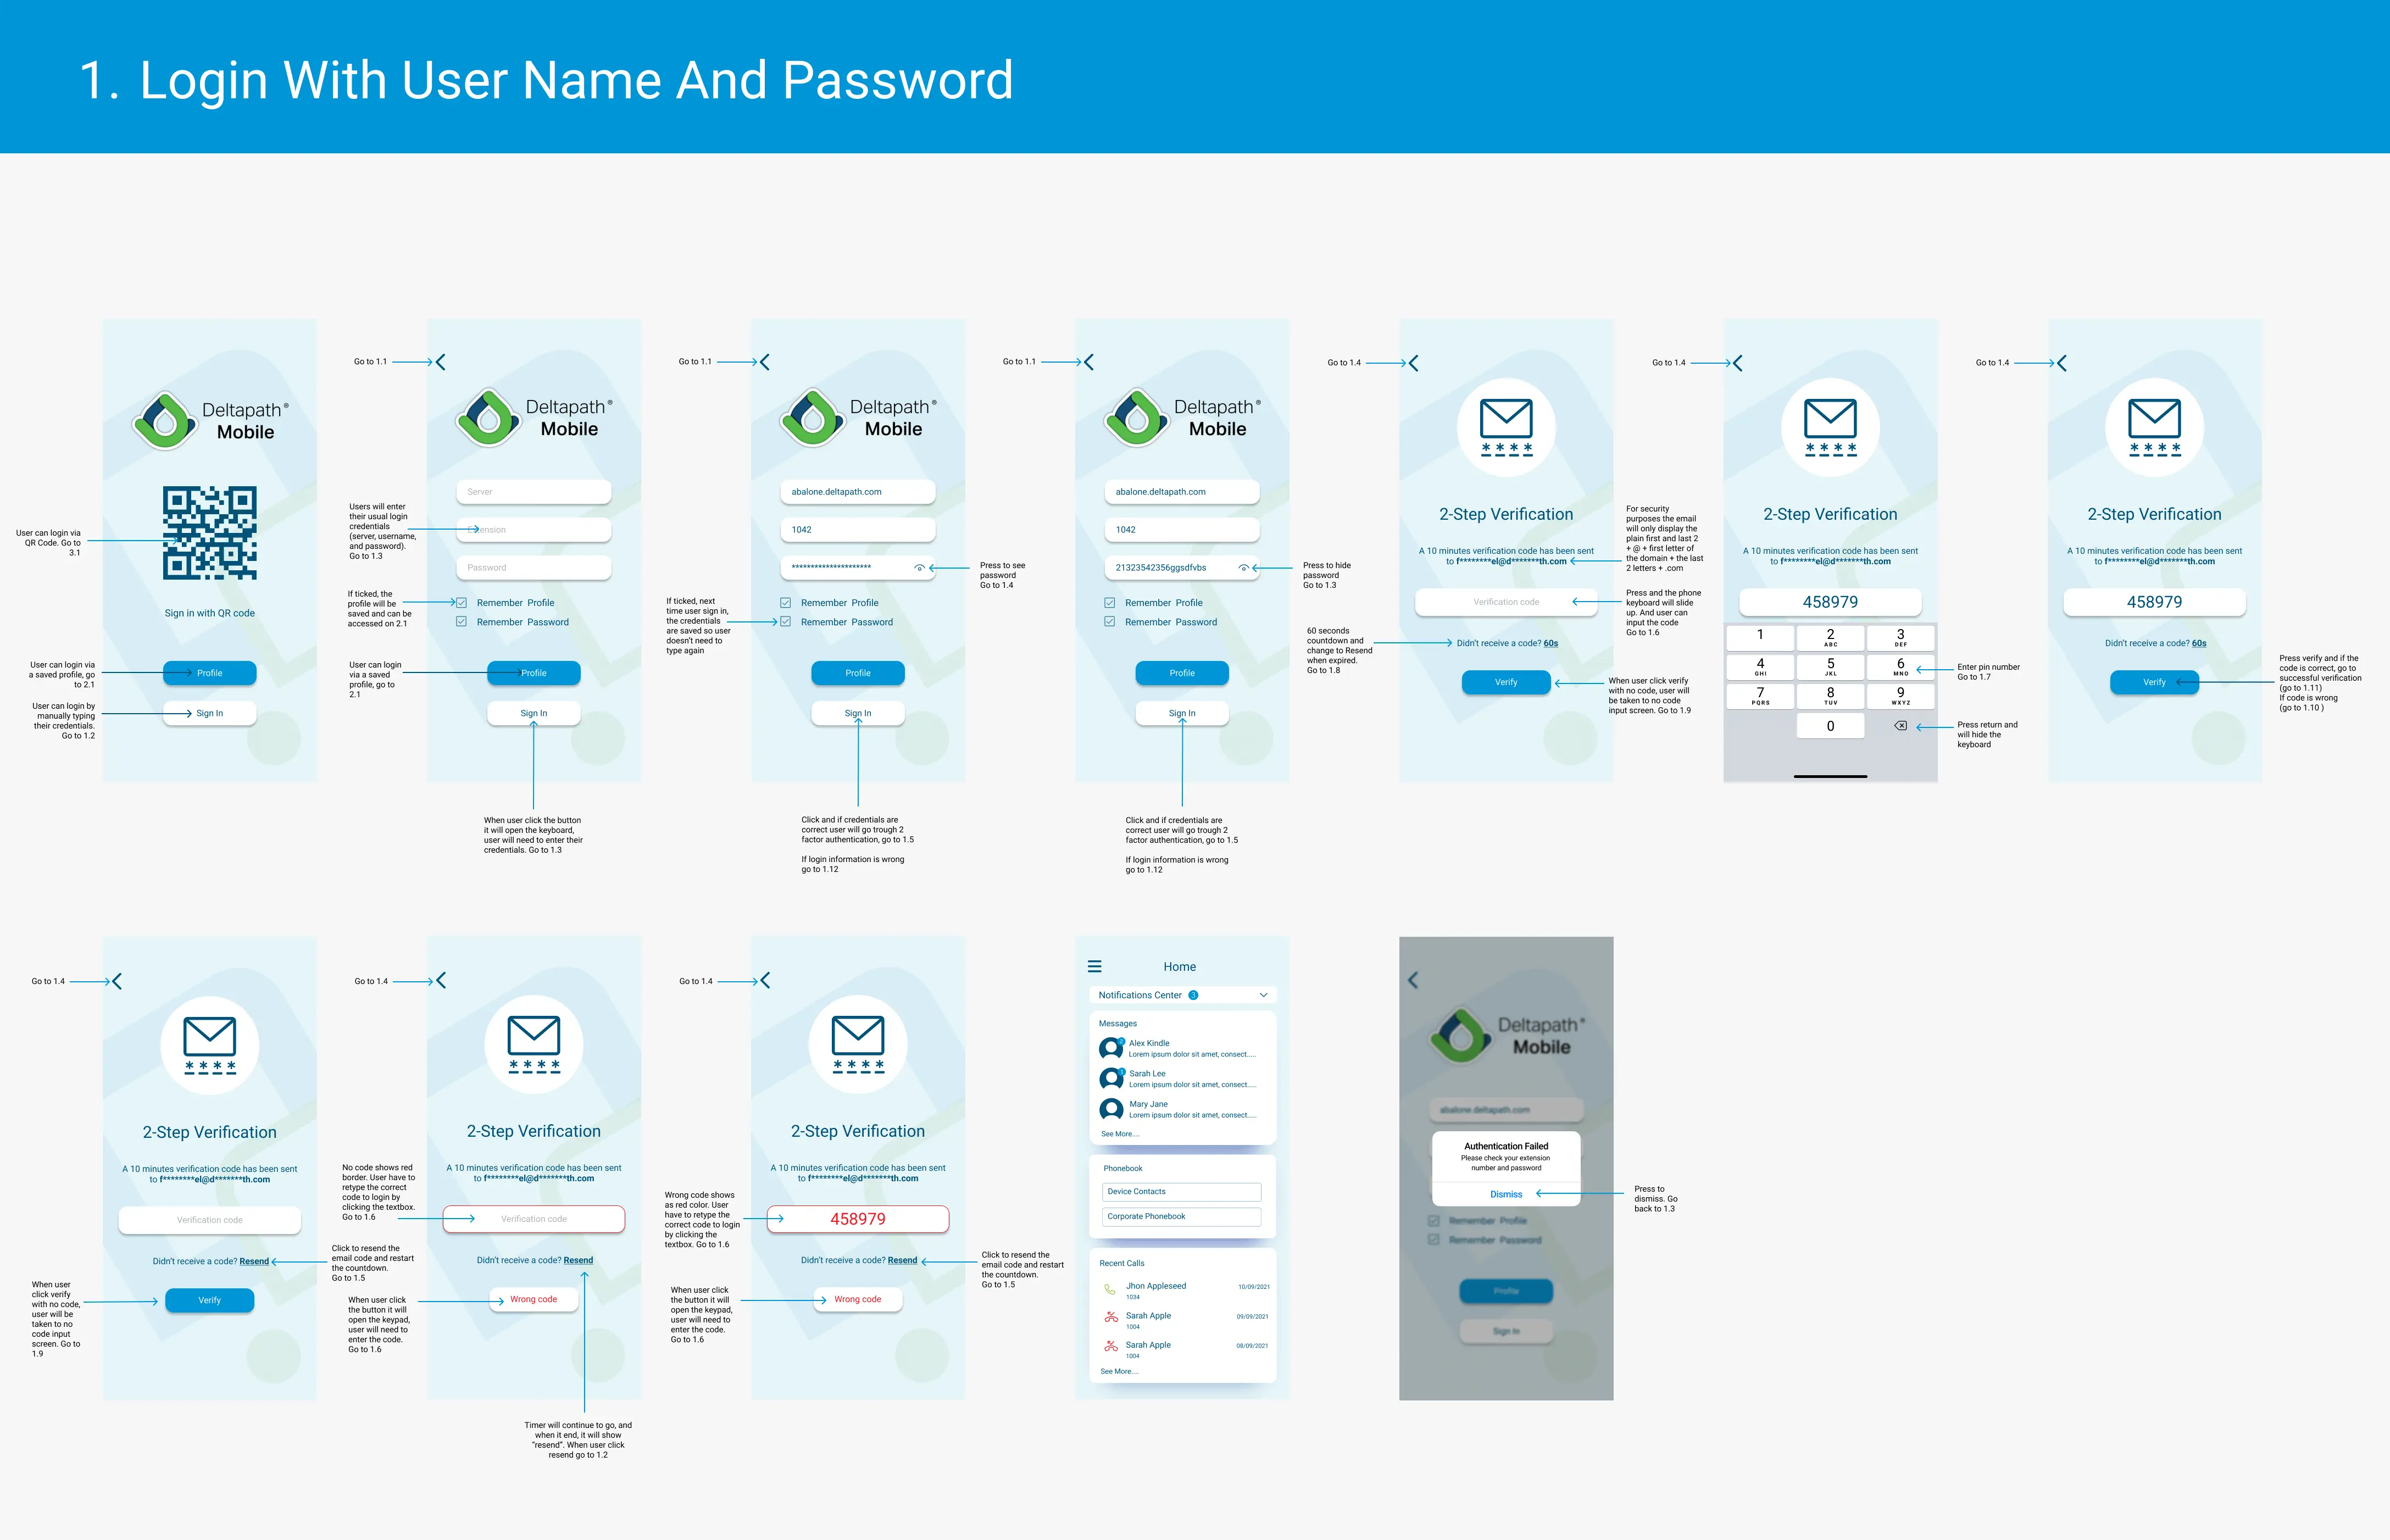 1. Login With User Name And Password
User can login via
QR Code. Go to
3.1
User can login via
a saved profile, go
to 2.1
User can login by
manually typing
their credentials.
Go to 1.2
Deltapath®
Mobile
Sign in with QR code
Profile
Sign In
Go to 1.1
Users will enter
their usual login
credentials
(server, username,
and password).
Go to 1.3
If ticked, the
profile will be
saved and can be
accessed on 2.1
User can login
via a saved
profile, go to
2.1
Deltapath®
Mobile
Server
Extension
Password
Remember Profile
Remember Password
Profile
Sign In
When user click the button
it will open the keyboard,
user will need to enter their
credentials. Go to 1.3
Go to 1.1
If ticked, next
time user sign in,
the credentials
are saved so user
doesn't need to
type again
Deltapath®
Mobile
abalone.deltapath.com
1042
********************
Remember Profile
Remember Password
Profile
Sign In
Press to see
password
Go to 1.4
Click and if credentials are
correct user will go trough 2
factor authentication, go to 1.5
If login information is wrong
go to 1.12
Go to 1.1
Deltapath®
Mobile
abalone.deltapath.com
1042
21323542356ggsdfvbs
Remember Profile
Remember Password
Profile
Sign In
Press to hide
password
Go to 1.3
Click and if credentials are
correct user will go trough 2
factor authentication, go to 1.5
If login information is wrong
go to 1.12
Go to 1.4
60 seconds
countdown and
change to Resend
when expired.
Go to 1.8
2-Step Verification
A 10 minutes verification code has been sent
to f********el@d*******th.com
Verification code
Didn't receive a code? 60s
Verify
For security
purposes the email
will only display the
plain first and last 2
+ @ + first letter of
the domain + the last
2 letters + .com
Press and the phone
keyboard will slide
up. And user can
input the code
Go to 1.6
When user click verify
with no code, user will
be taken to no code
input screen. Go to 1.9
Go to 1.4
2-Step Verification
A 10 minutes verification code has been sent
to f********el@d*******th.com
458979
1 2 3
ABC DEF
4 5 6
GHI JKL MNO
7 8 9
PQRS TUV WXYZ
0
Enter pin number
Go to 1.7
Press return and
will hide the
keyboard
Go to 1.4
2-Step Verification
A 10 minutes verification code has been sent
to f********el@d*******th.com
458979
Didn't receive a code? 60s
Verify
Press verify and if the
code is correct, go to
successful verification
(go to 1.11)
If code is wrong
(go to 1.10 )
Go to 1.4
When user
click verify
with no code,
user will be
taken to no
code input
screen. Go to
1.9
2-Step Verification
A 10 minutes verification code has been sent
to f********el@d*******th.com
Verification code
Didn't receive a code? Resend
Verify
Click to resend the
email code and restart
the countdown.
Go to 1.5
Go to 1.4
No code shows red
border. User have to
retype the correct
code to login by
clicking the textbox.
Go to 1.6
When user click
the button it will
open the keypad,
user will need to
enter the code.
Go to 1.6
2-Step Verification
A 10 minutes verification code has been sent
to f********el@d*******th.com
Verification code
Didn't receive a code? Resend
Wrong code
Timer will continue to go, and
when it end, it will show
"resend". When user click
resend go to 1.2
Go to 1.4
Wrong code shows
as red color. User
have to retype the
correct code to login
by clicking the
textbox. Go to 1.6
When user click
the button it will
open the keypad,
user will need to
enter the code.
Go to 1.6
2-Step Verification
A 10 minutes verification code has been sent
to f********el@d*******th.com
458979
Didn't receive a code? Resend
Wrong code
Click to resend the
email code and restart
the countdown.
Go to 1.5
Home
Notifications Center 3
Messages
Alex Kindle
Lorem ipsum dolor sit amet, consect.....
Sarah Lee
Lorem ipsum dolor sit amet, consect.....
Mary Jane
Lorem ipsum dolor sit amet, consect.....
See More....
Phonebook
Device Contacts
Corporate Phonebook
Recent Calls
Jhon Appleseed 10/09/2021
1034
Sarah Apple 09/09/2021
1004
Sarah Apple 08/09/2021
1004
See More....
Deltapath®
Mobile
abalone.deltapath.com
Authentication Failed
Please check your extension
number and password
Dismiss
Remember Profile
Remember Password
Profile
Sign In
Press to
dismiss. Go
back to 1.3